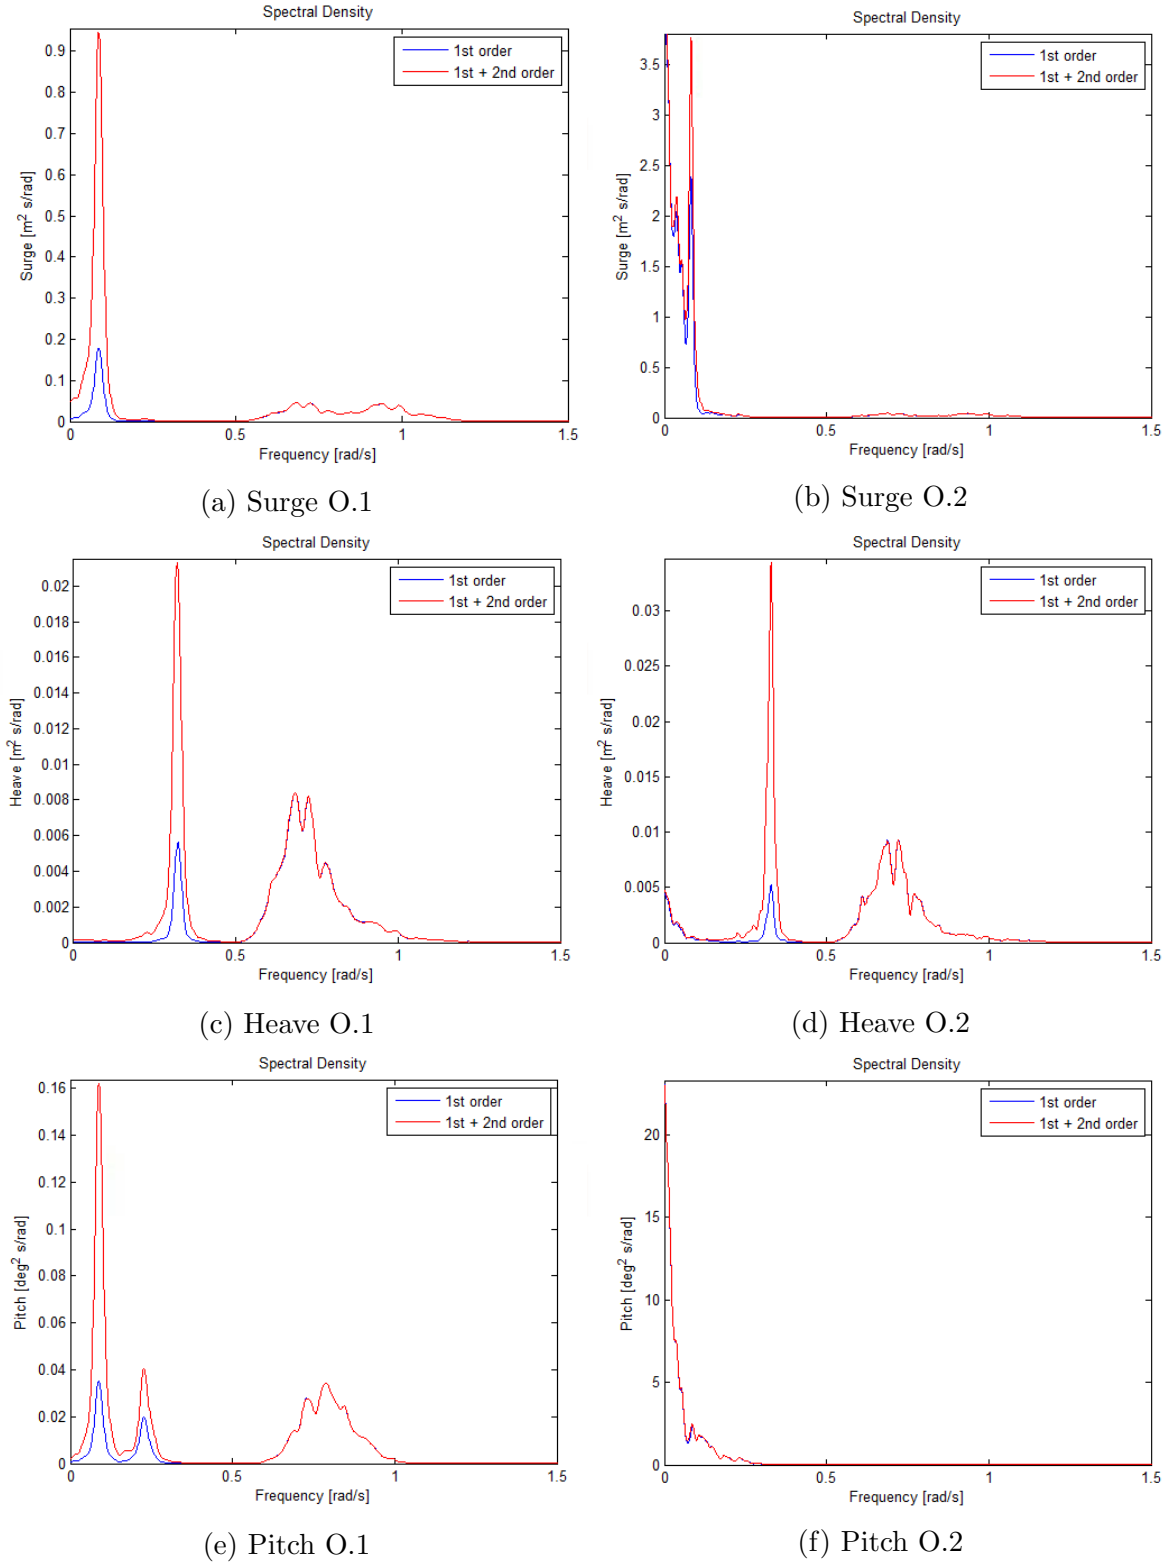 Spectral Density
1st order
1st + 2nd order
0.9
0.8
0.7
0.6
0.5
0.4
0.3
0.2
0.1
0
Surge [m² s/rad]
0 0.5 1 1.5
Frequency [rad/s]
(a) Surge O.1
Spectral Density
1st order
1st + 2nd order
3.5
3
2.5
2
1.5
1
0.5
0
Surge [m² s/rad]
0 0.5 1 1.5
Frequency [rad/s]
(b) Surge O.2
Spectral Density
1st order
1st + 2nd order
0.02
0.018
0.016
0.014
0.012
0.01
0.008
0.006
0.004
0.002
0
Heave [m² s/rad]
0 0.5 1 1.5
Frequency [rad/s]
(c) Heave O.1
Spectral Density
1st order
1st + 2nd order
0.03
0.025
0.02
0.015
0.01
0.005
0
Heave [m² s/rad]
0 0.5 1 1.5
Frequency [rad/s]
(d) Heave O.2
Spectral Density
1st order
1st + 2nd order
0.16
0.14
0.12
0.1
0.08
0.06
0.04
0.02
0
Pitch [deg² s/rad]
0 0.5 1 1.5
Frequency [rad/s]
(e) Pitch O.1
Spectral Density
1st order
1st + 2nd order
20
15
10
5
0
Pitch [deg² s/rad]
0 0.5 1 1.5
Frequency [rad/s]
(f) Pitch O.2